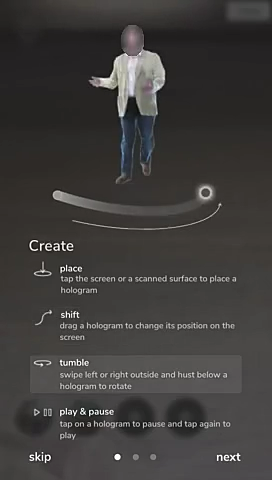 Create
place
tap the screen or a scanned surface to place a
hologram
shift
drag a hologram to change its position on the
screen
tumble
swipe left or right outside and hust below a
hologram to rotate
play & pause
tap on a hologram to pause and tap again to
play
skip
next